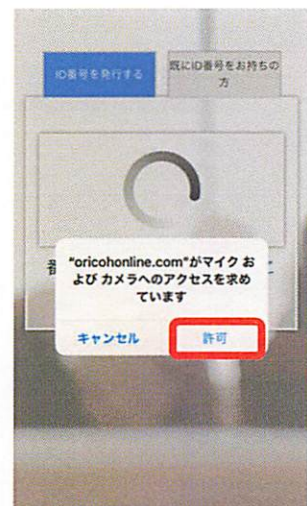 ID番号を発行する
既にID番号をお持ちの
方
"oricohonline.com"がマイク お
よび カメラへのアクセスを求め
ています
キャンセル
許可